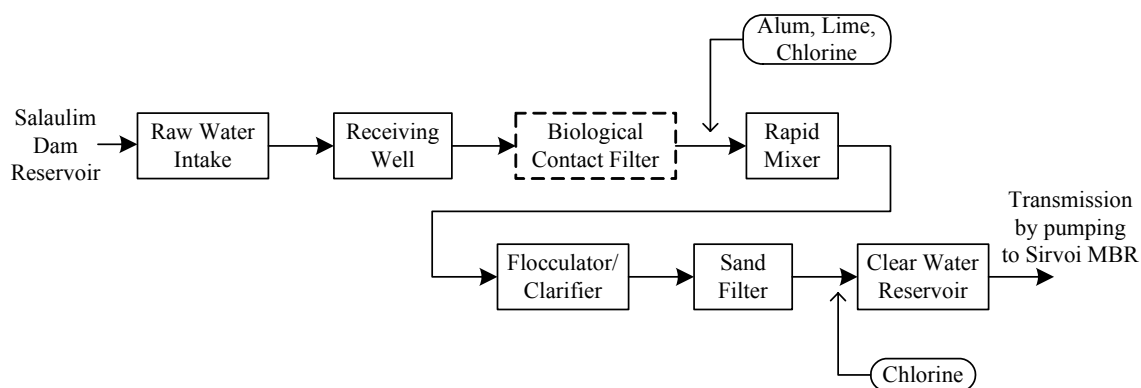 Alum, Lime,
Chlorine
Salaulim
Dam
Reservoir
Raw Water
Intake
Receiving
Well
Biological
Contact Filter
Rapid
Mixer
Flocculator/
Clarifier
Sand
Filter
Clear Water
Reservoir
Transmission
by pumping
to Sirvoi MBR
Chlorine